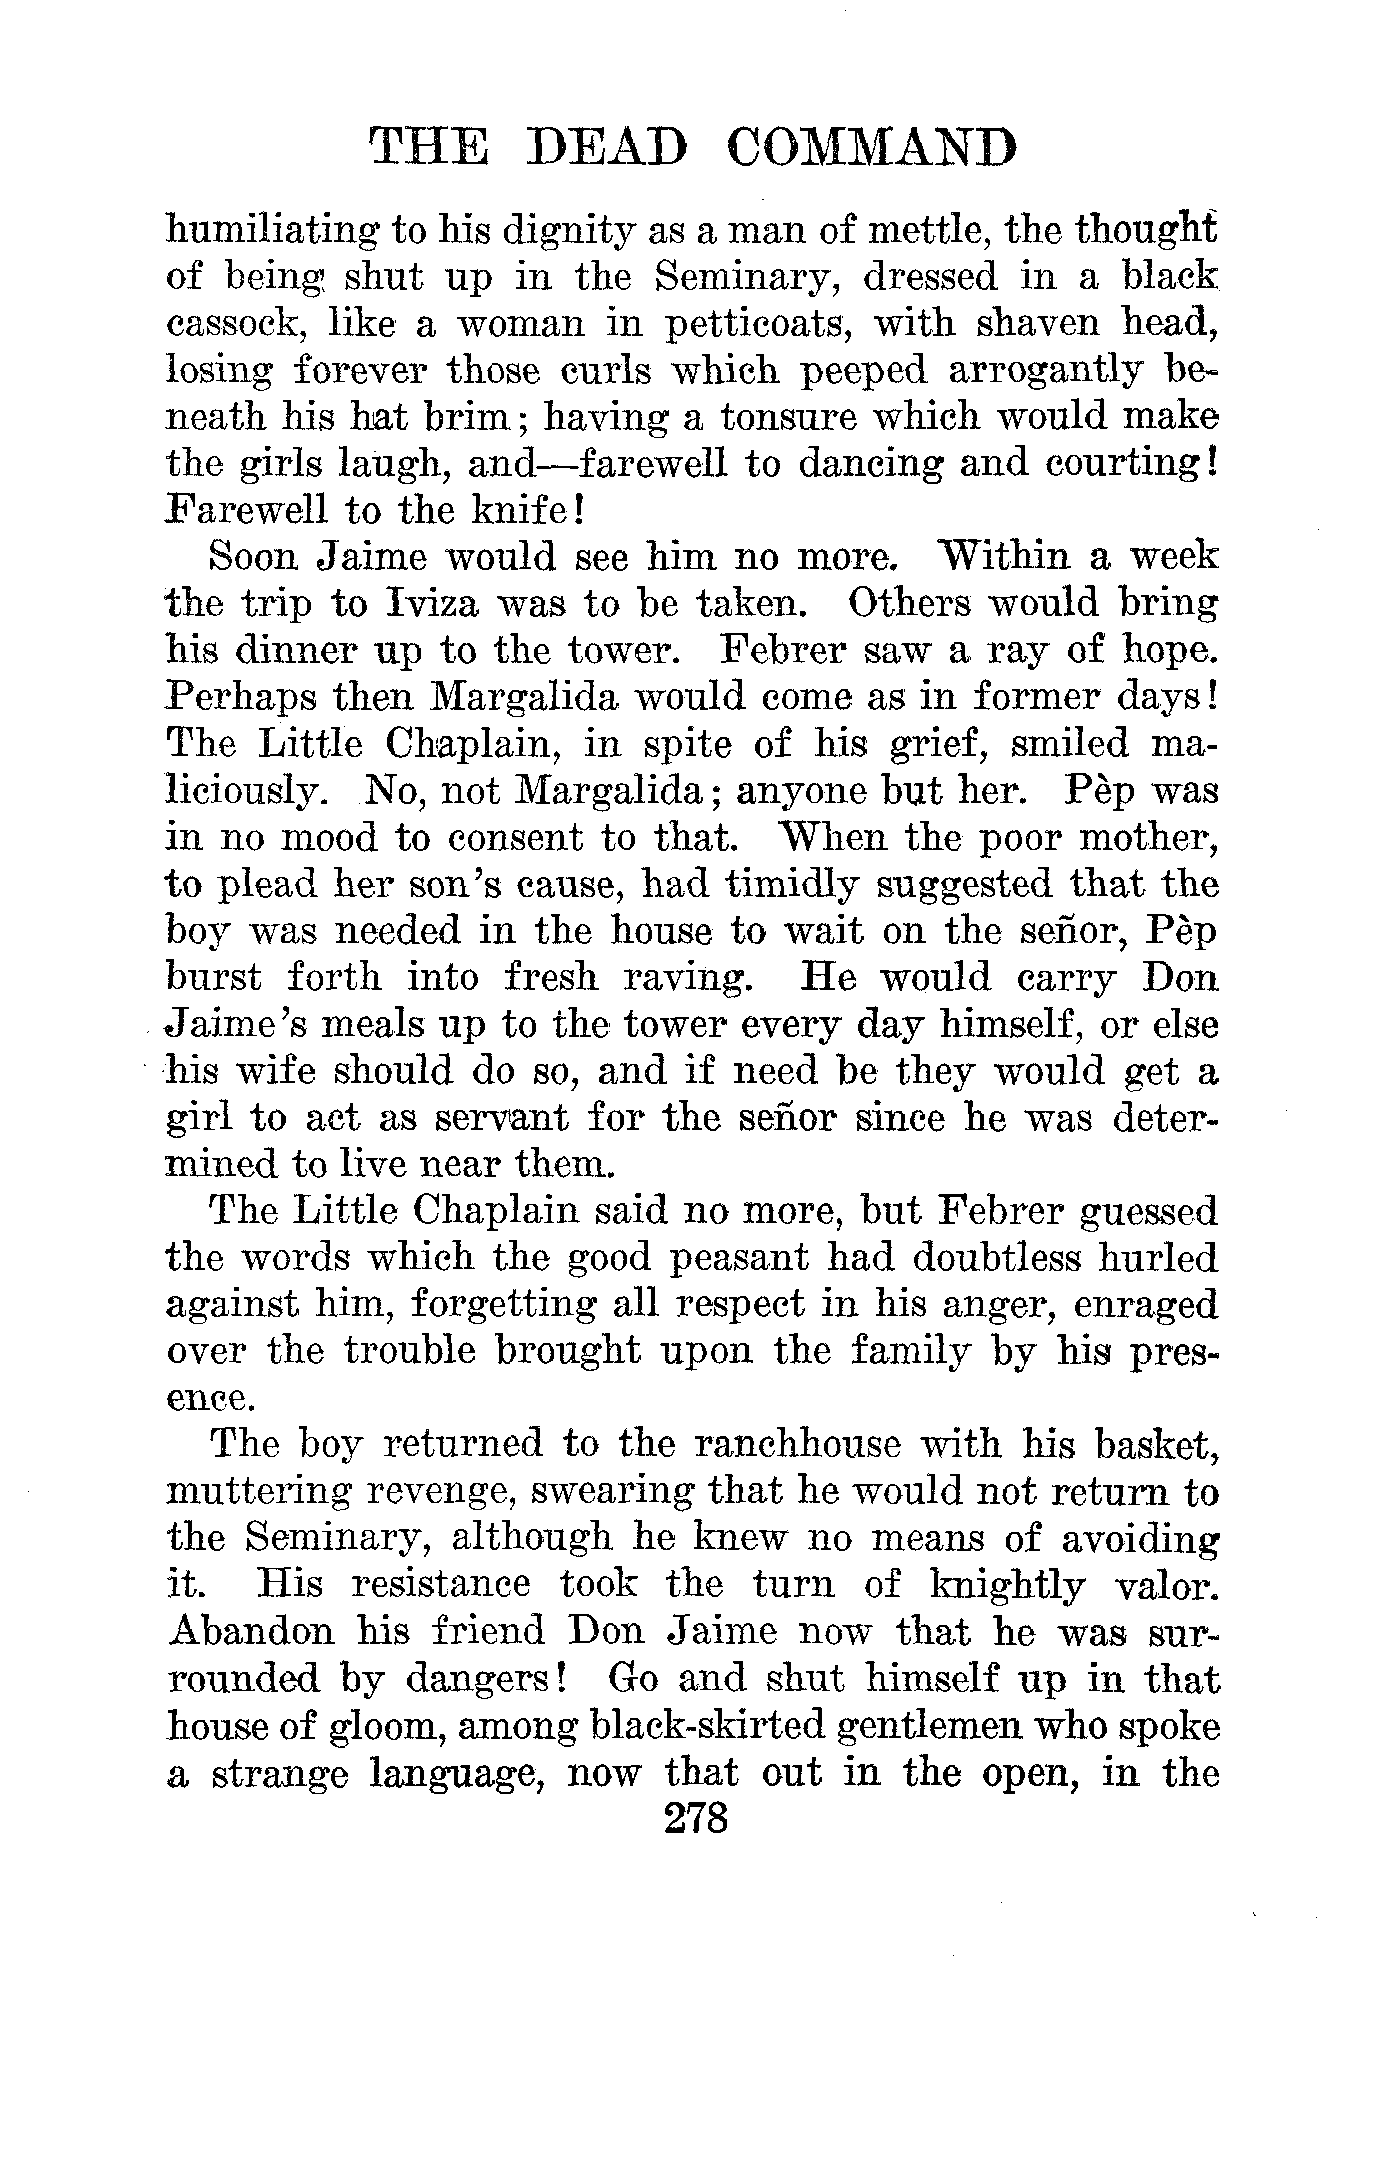 THE DEAD COMMAND
humiliating to his dignity as a man of mettle, the thought
of being shut up in the Seminary, dressed in a black
cassock, like a woman in petticoats, with shaven head,
losing forever those curls which peeped arrogantly be-
neath his hat brim; having a tonsure which would make
the girls laugh, and—farewell to dancing and courting!
Farewell to the knife!
Soon Jaime would see him no more. Within a week
the trip to Iviza was to be taken. Others would bring
his dinner up to the tower. Febrer saw a ray of hope.
Perhaps then Margalida would come as in former days!
The Little Chaplain, in spite of his grief, smiled ma-
liciously. No, not Margalida; anyone but her. Pèp was
in no mood to consent to that. When the poor mother,
to plead her son's cause, had timidly suggested that the
boy was needed in the house to wait on the señor, Pèp
burst forth into fresh raving. He would carry Don
Jaime's meals up to the tower every day himself, or else
his wife should do so, and if need be they would get a
girl to act as servant for the señor since he was deter-
mined to live near them.
The Little Chaplain said no more, but Febrer guessed
the words which the good peasant had doubtless hurled
against him, forgetting all respect in his anger, enraged
over the trouble brought upon the family by his pres-
ence.
The boy returned to the ranchhouse with his basket,
muttering revenge, swearing that he would not return to
the Seminary, although he knew no means of avoiding
it. His resistance took the turn of knightly valor.
Abandon his friend Don Jaime now that he was sur-
rounded by dangers! Go and shut himself up in that
house of gloom, among black-skirted gentlemen who spoke
a strange language, now that out in the open, in the
278